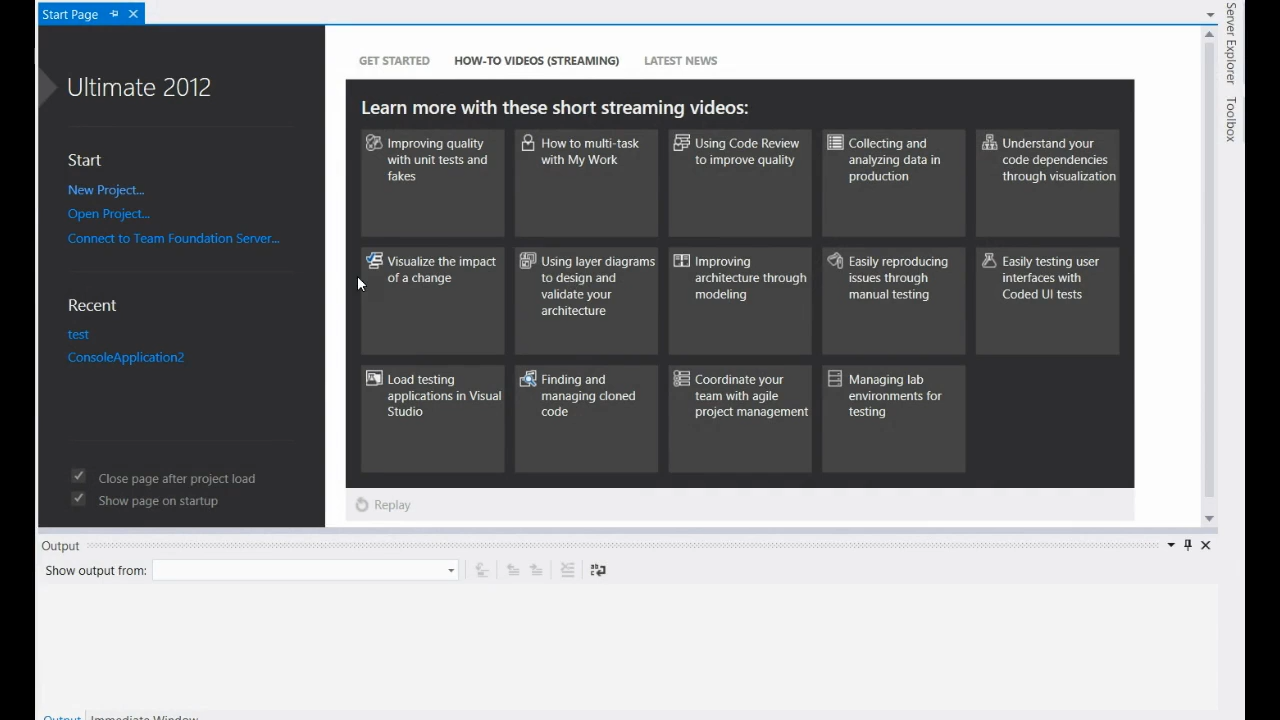 Start Page
Ultimate 2012
Start
New Project...
Open Project...
Connect to Team Foundation Server...
Recent
test
ConsoleApplication2
Close page after project load
Show page on startup
GET STARTED
HOW-TO VIDEOS (STREAMING)
LATEST NEWS
Learn more with these short streaming videos:
Improving quality
with unit tests and
fakes
How to multi-task
with My Work
Using Code Review
to improve quality
Collecting and
analyzing data in
production
Understand your
code dependencies
through visualization
Visualize the impact
of a change
Using layer diagrams
to design and
validate your
architecture
Improving
architecture through
modeling
Easily reproducing
issues through
manual testing
Easily testing user
interfaces with
Coded UI tests
Load testing
applications in Visual
Studio
Finding and
managing cloned
code
Coordinate your
team with agile
project management
Managing lab
environments for
testing
Replay
Server Explorer
Toolbox
Output
Show output from:
Output
Immediate Window